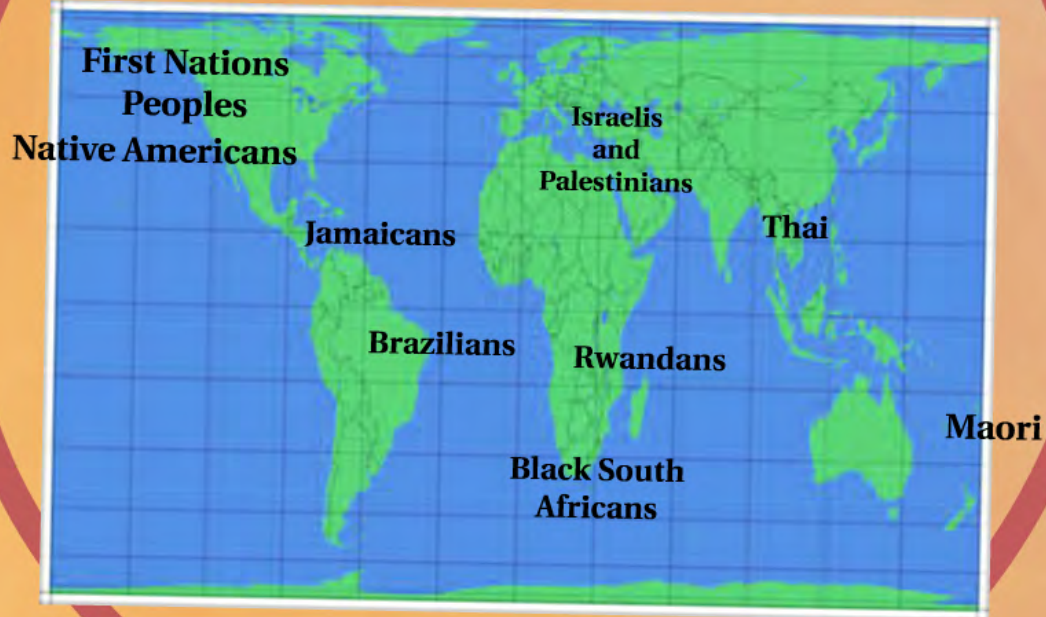 First Nations
Peoples
Native Americans
Israelis
and
Palestinians
Jamaicans
Thai
Brazilians
Rwandans
Maori
Black South
Africans